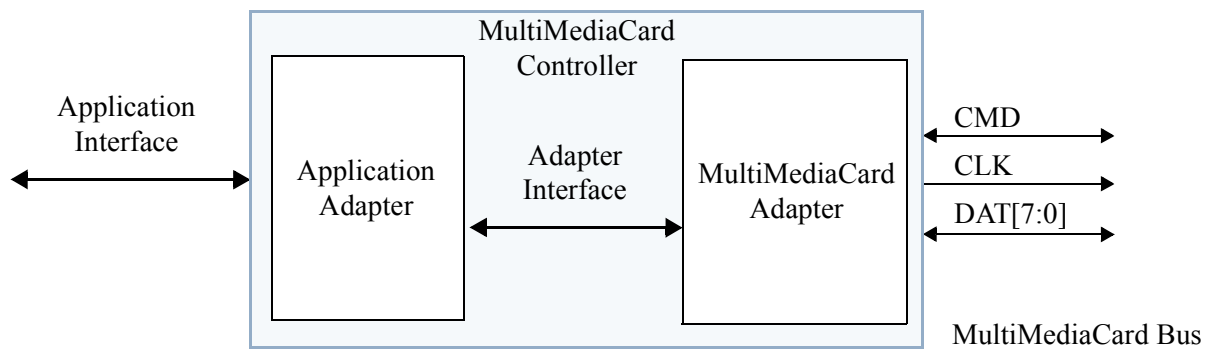 MultiMediaCard
Controller
Application
Interface
Application
Adapter
Adapter
Interface
MultiMediaCard
Adapter
CMD
CLK
DAT[7:0]
MultiMediaCard Bus